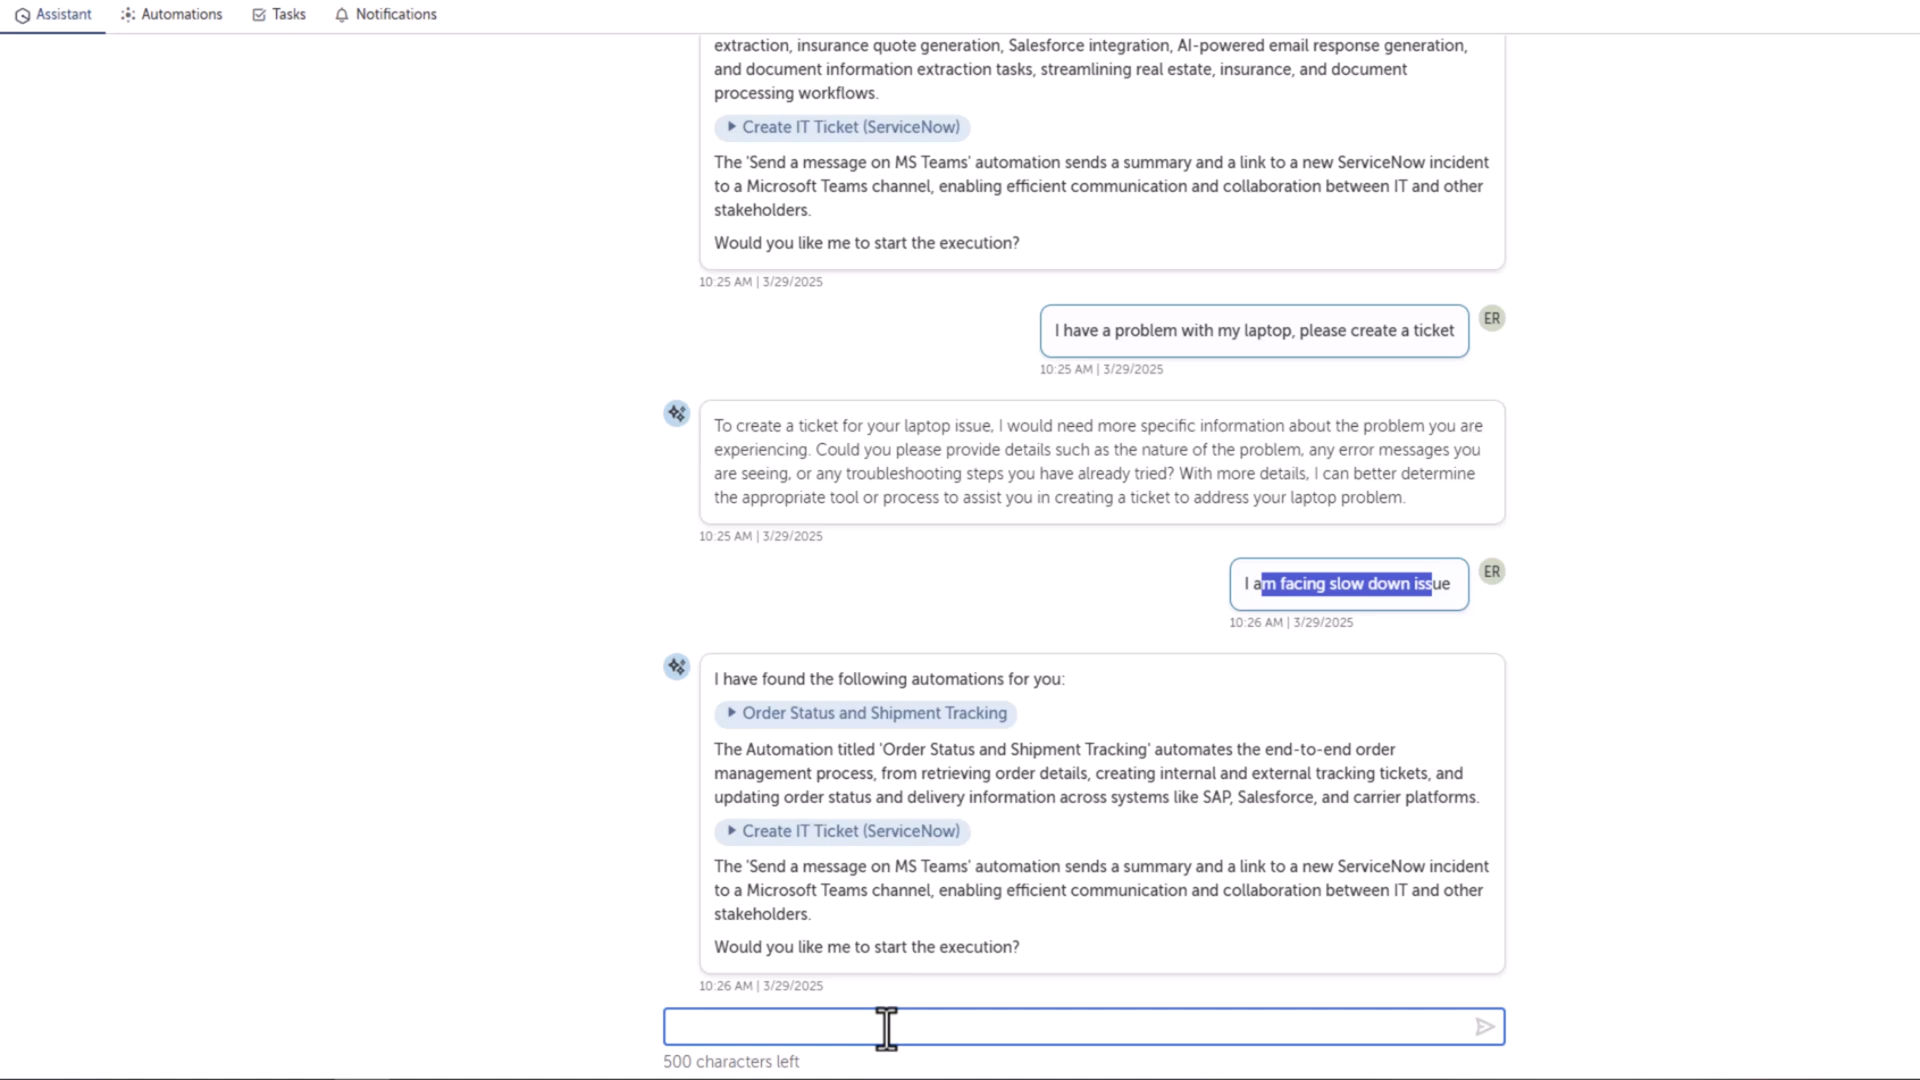 Assistant
Automations
Tasks
Notifications
extraction, insurance quote generation, Salesforce integration, AI-powered email response generation,
and document information extraction tasks, streamlining real estate, insurance, and document
processing workflows.
Create IT Ticket (ServiceNow)
The 'Send a message on MS Teams' automation sends a summary and a link to a new ServiceNow incident
to a Microsoft Teams channel, enabling efficient communication and collaboration between IT and other
stakeholders.
Would you like me to start the execution?
10:25 AM | 3/29/2025
I have a problem with my laptop, please create a ticket
ER
10:25 AM | 3/29/2025
To create a ticket for your laptop issue, I would need more specific information about the problem you are
experiencing. Could you please provide details such as the nature of the problem, any error messages you
are seeing, or any troubleshooting steps you have already tried? With more details, I can better determine
the appropriate tool or process to assist you in creating a ticket to address your laptop problem.
10:25 AM | 3/29/2025
I am facing slow down issue
ER
10:26 AM | 3/29/2025
I have found the following automations for you:
Order Status and Shipment Tracking
The Automation titled 'Order Status and Shipment Tracking' automates the end-to-end order
management process, from retrieving order details, creating internal and external tracking tickets, and
updating order status and delivery information across systems like SAP, Salesforce, and carrier platforms.
Create IT Ticket (ServiceNow)
The 'Send a message on MS Teams' automation sends a summary and a link to a new ServiceNow incident
to a Microsoft Teams channel, enabling efficient communication and collaboration between IT and other
stakeholders.
Would you like me to start the execution?
10:26 AM | 3/29/2025
500 characters left